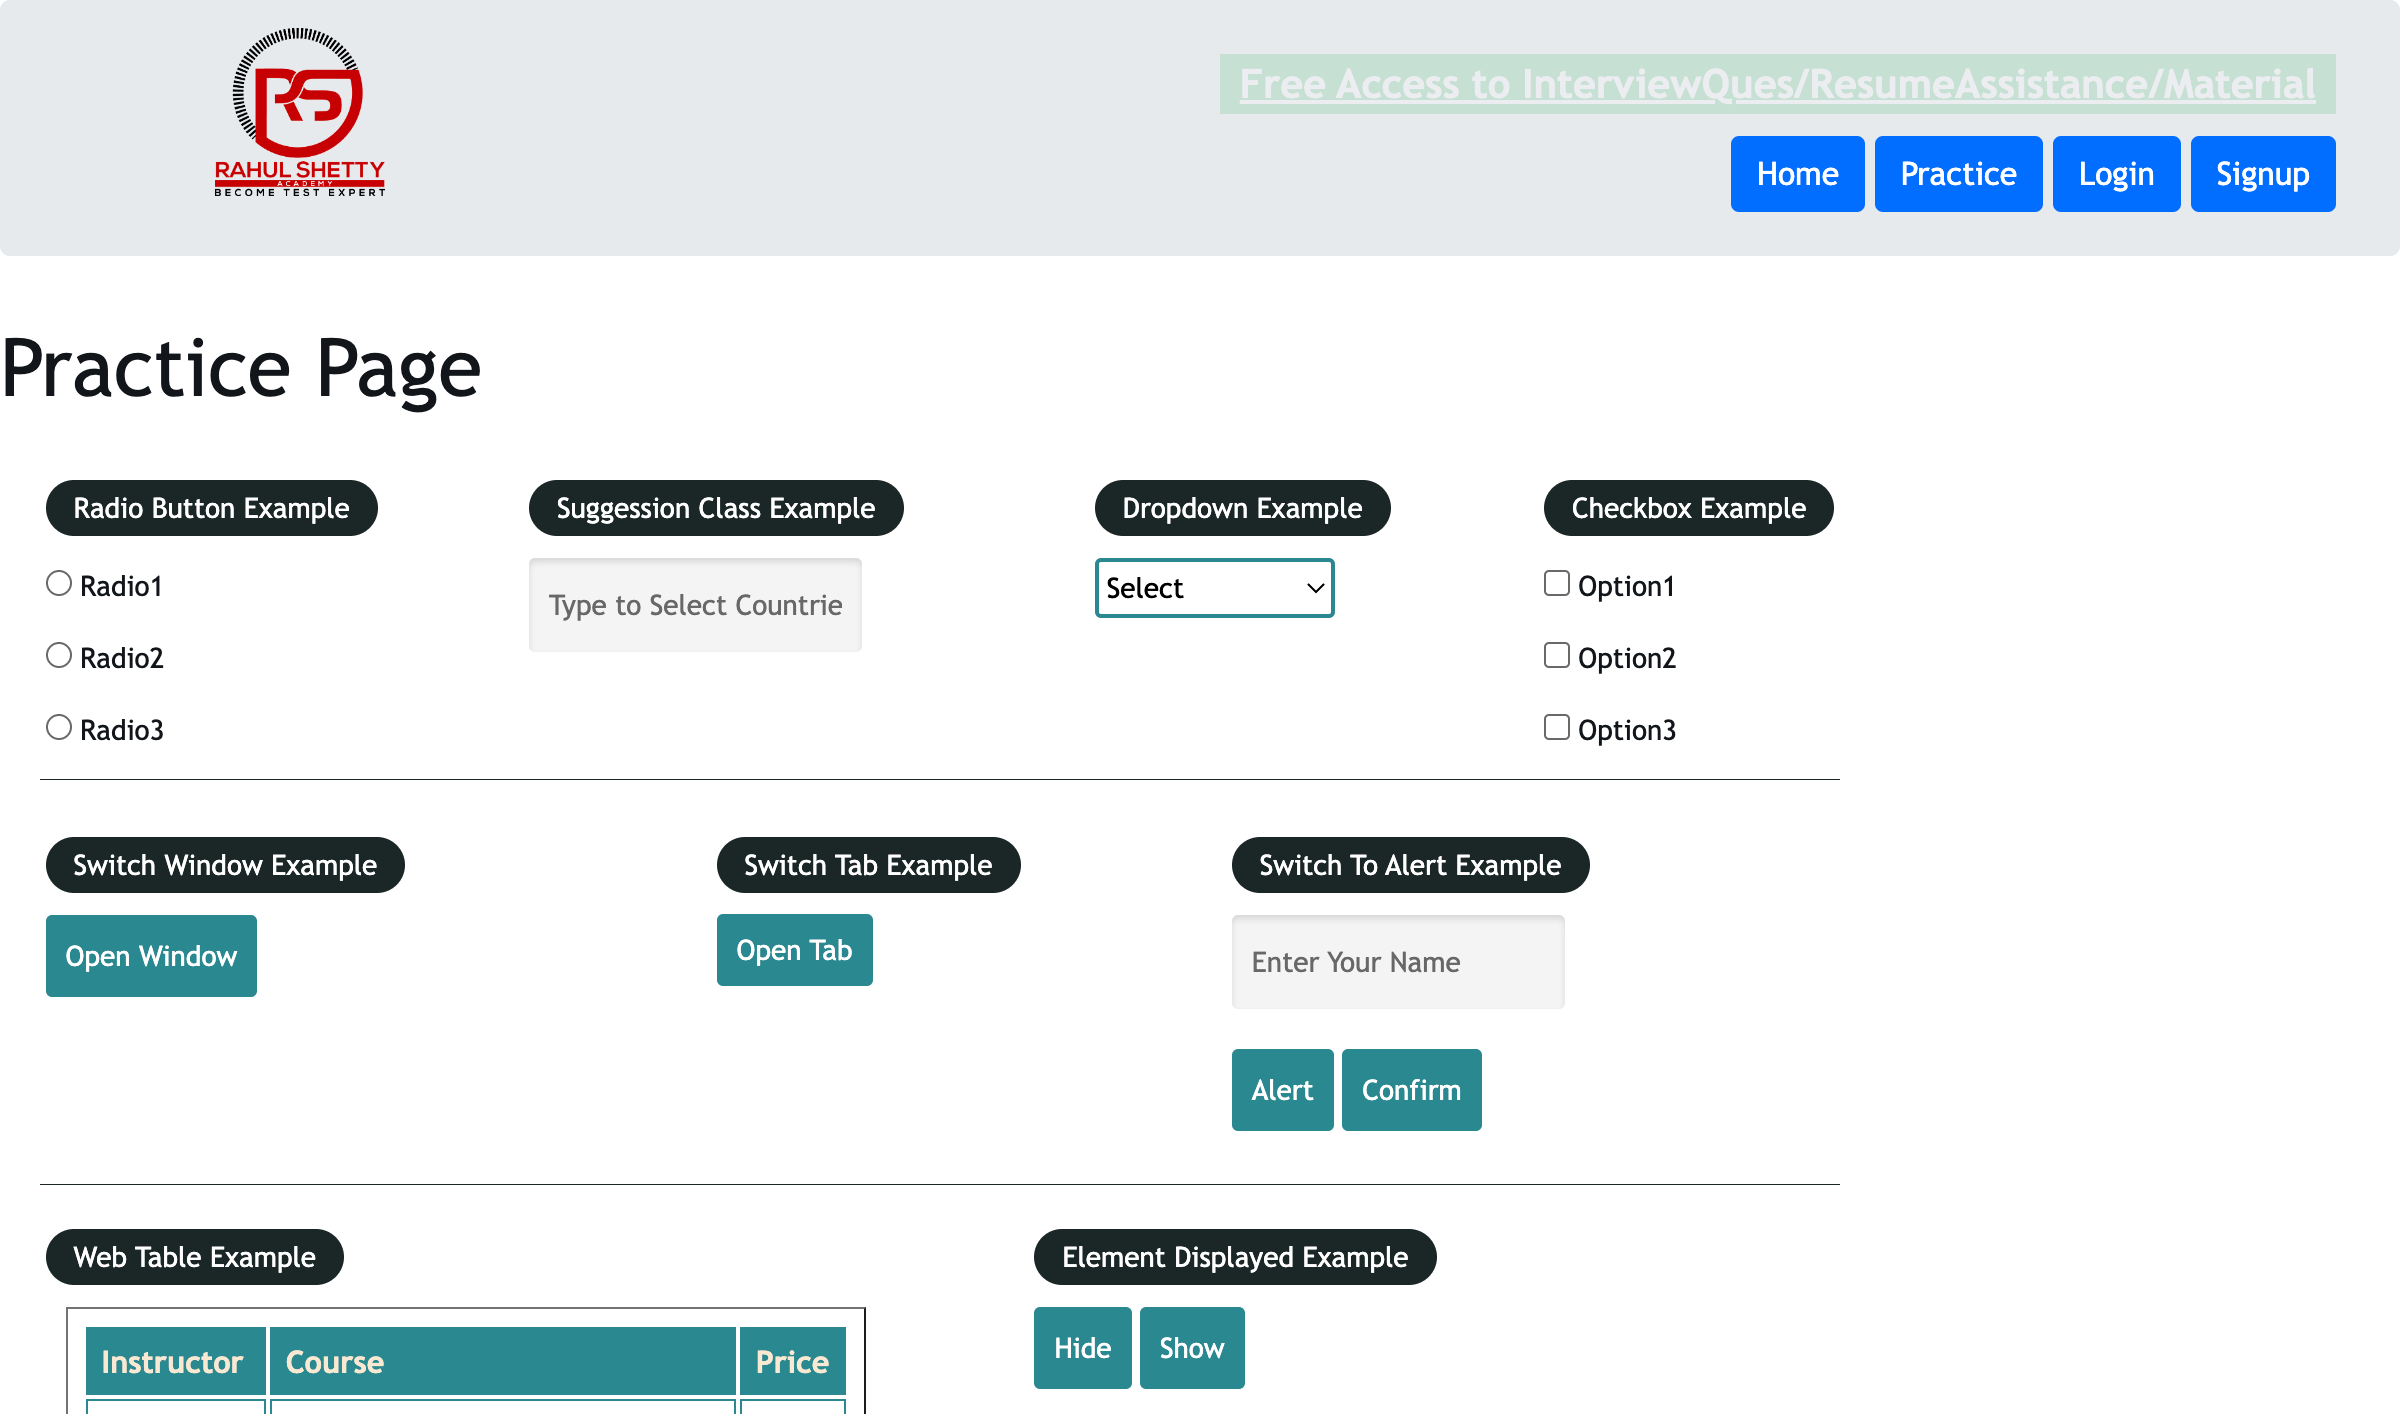 RS
RAHUL SHETTY
ACADEMY
BECOME TEST EXPERT
Free Access to InterviewQues/ResumeAssistance/Material
Home Practice Login Signup
Practice Page
Radio Button Example
Radio1
Radio2
Radio3
Suggession Class Example
Type to Select Countrie
Dropdown Example
Select
Checkbox Example
Option1
Option2
Option3
Switch Window Example
Open Window
Switch Tab Example
Open Tab
Switch To Alert Example
Enter Your Name
Alert Confirm
Web Table Example
Instructor Course Price
Element Displayed Example
Hide Show